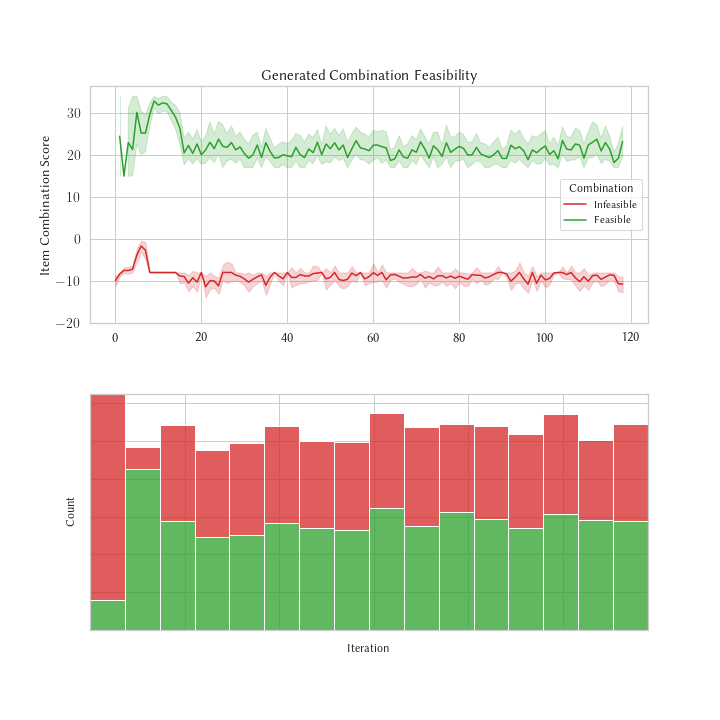 Generated Combination Feasibility
Item Combination Score
30
20
10
0
−10
−20
0
20
40
60
80
100
120
Combination
Infeasible
Feasible
Count
Iteration